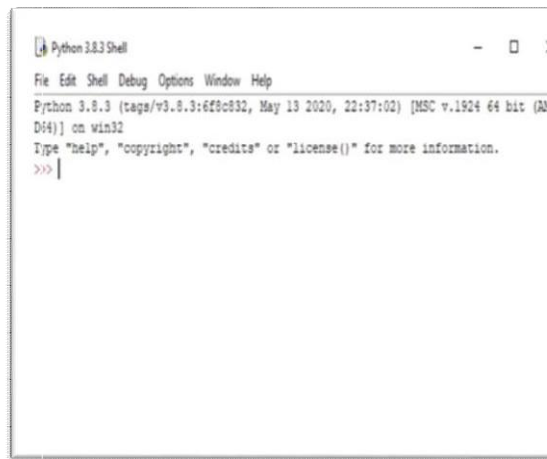 Python 3.8.3 Shell
File Edit Shell Debug Options Window Help
Python 3.8.3 (tags/v3.8.3:6f8c832, May 13 2020, 22:37:02) [MSC v.1924 64 bit (AM
D64)] on win32
Type "help", "copyright", "credits" or "license()" for more information.
>>>